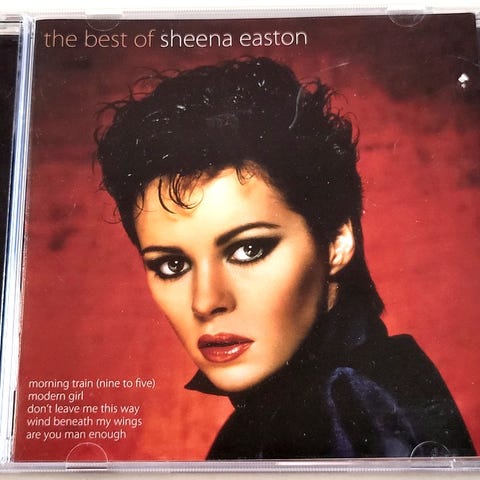 the best of sheena easton
morning train (nine to five)
modern girl
don't leave me this way
wind beneath my wings
are you man enough